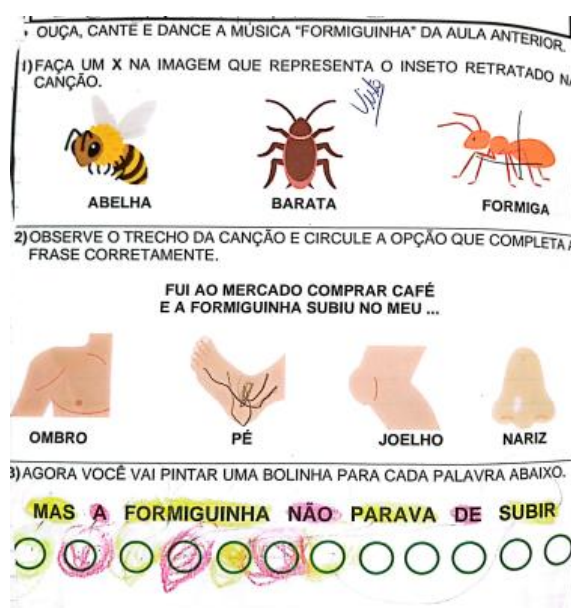 OUÇA, CANTE E DANCE A MÚSICA "FORMIGUINHA" DA AULA ANTERIOR.
1) FAÇA UM X NA IMAGEM QUE REPRESENTA O INSETO RETRATADO NA
CANÇÃO.
Visto
ABELHA BARATA FORMIGA
2) OBSERVE O TRECHO DA CANÇÃO E CIRCULE A OPÇÃO QUE COMPLETA A
FRASE CORRETAMENTE.
FUI AO MERCADO COMPRAR CAFÉ
E A FORMIGUINHA SUBIU NO MEU ...
OMBRO PÉ JOELHO NARIZ
3) AGORA VOCÊ VAI PINTAR UMA BOLINHA PARA CADA PALAVRA ABAIXO.
MAS A FORMIGUINHA NÃO PARAVA DE SUBIR